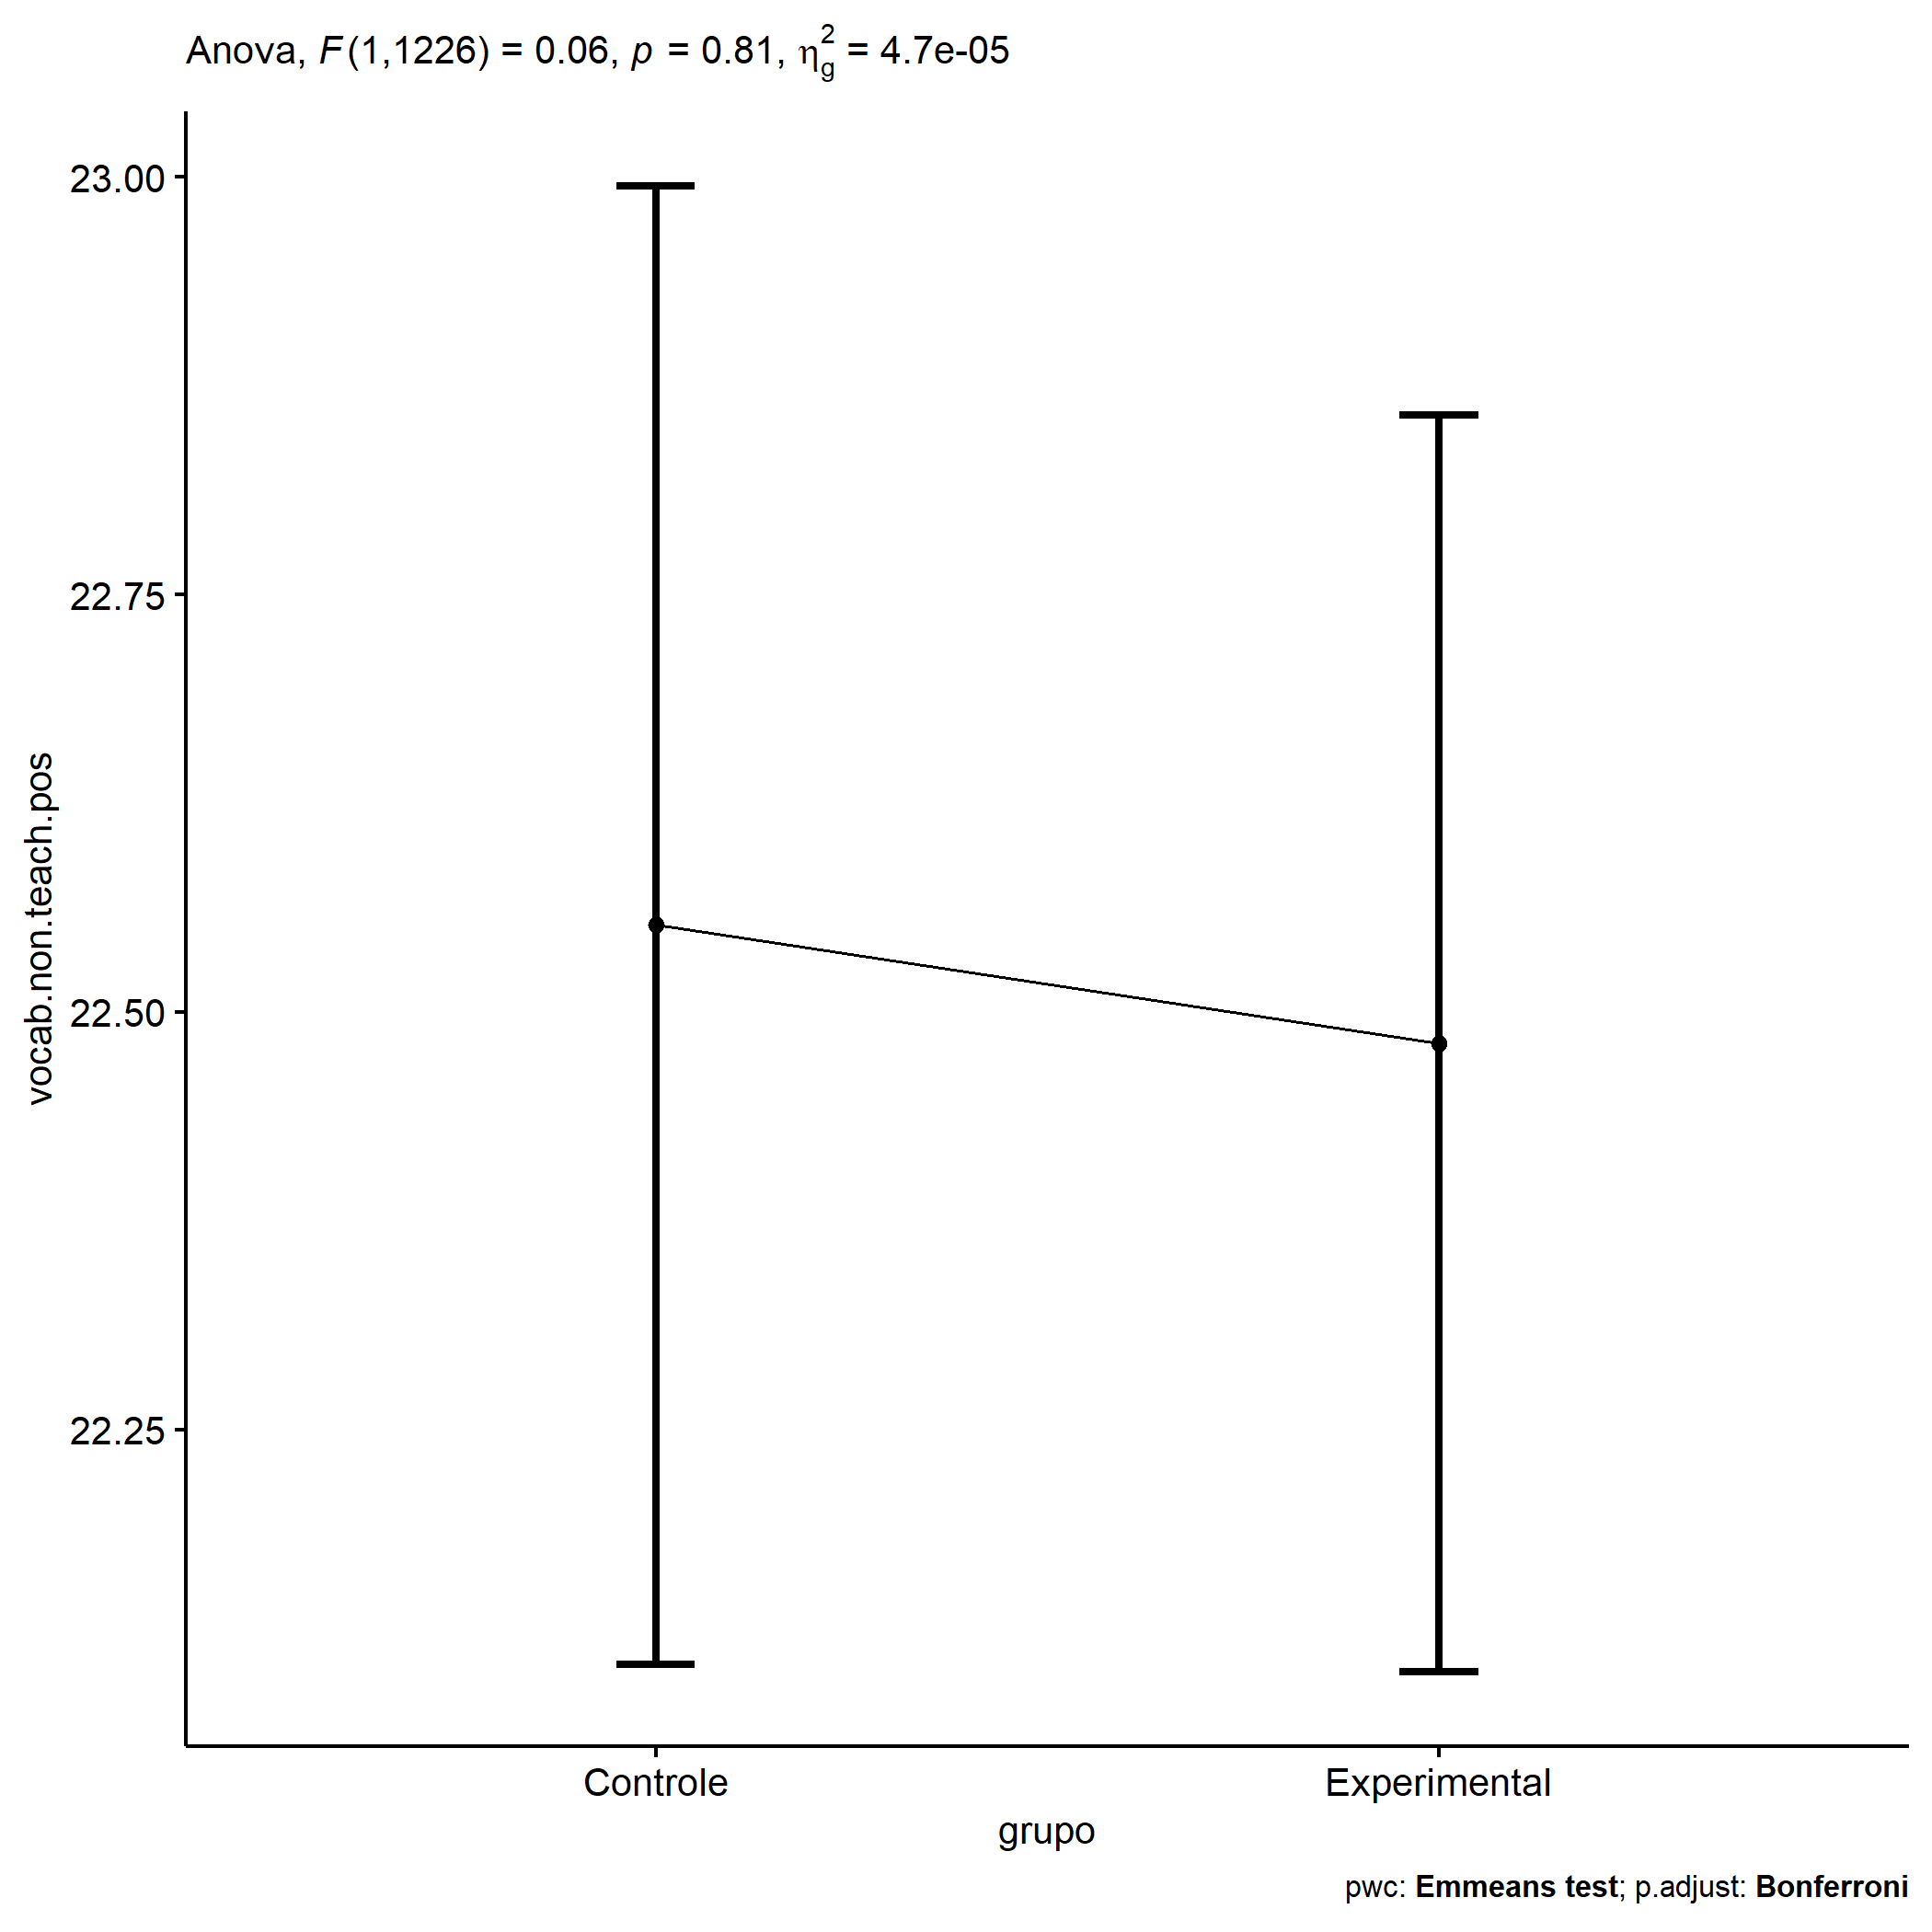 Anova, F(1,1226) = 0.06, p = 0.81, η²g = 4.7e-05
23.00
22.75
22.50
22.25
vocab.non.teach.pos
Controle
Experimental
grupo
pwc: Emmeans test; p.adjust: Bonferroni